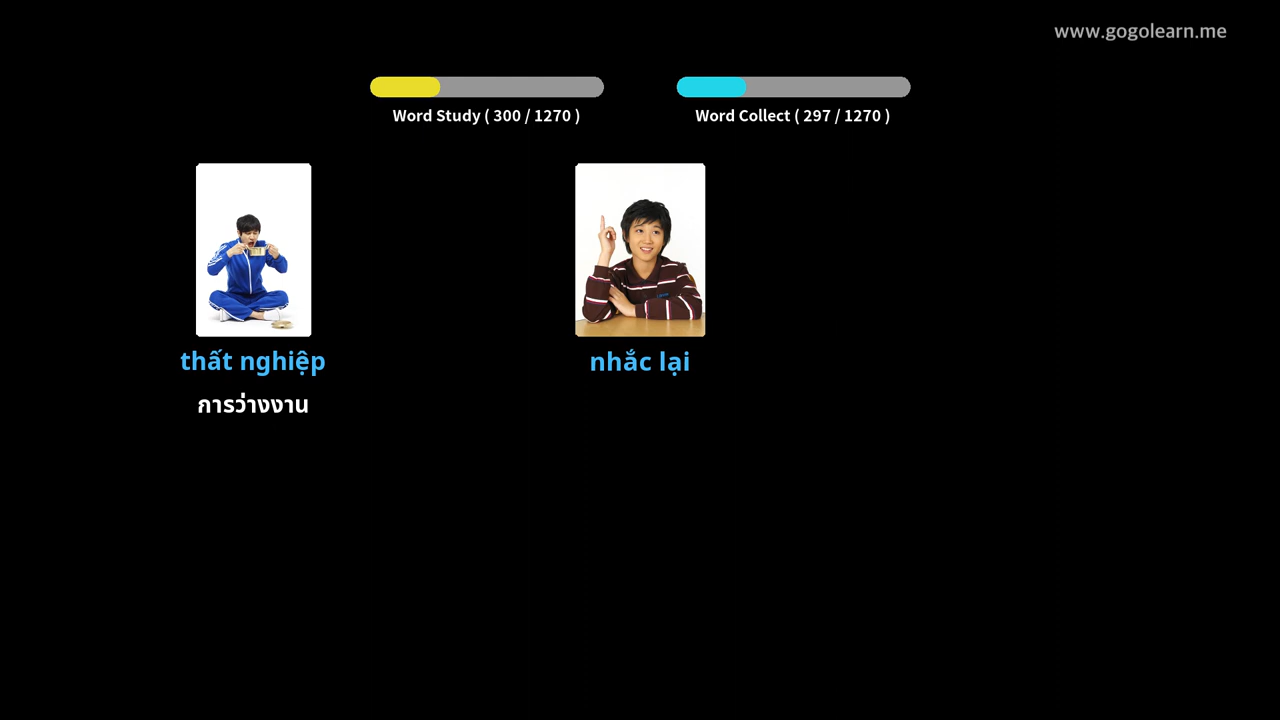 www.gogolearn.me
Word Study ( 300 / 1270 )
Word Collect ( 297 / 1270 )
thất nghiệp
nhắc lại
การว่างงาน